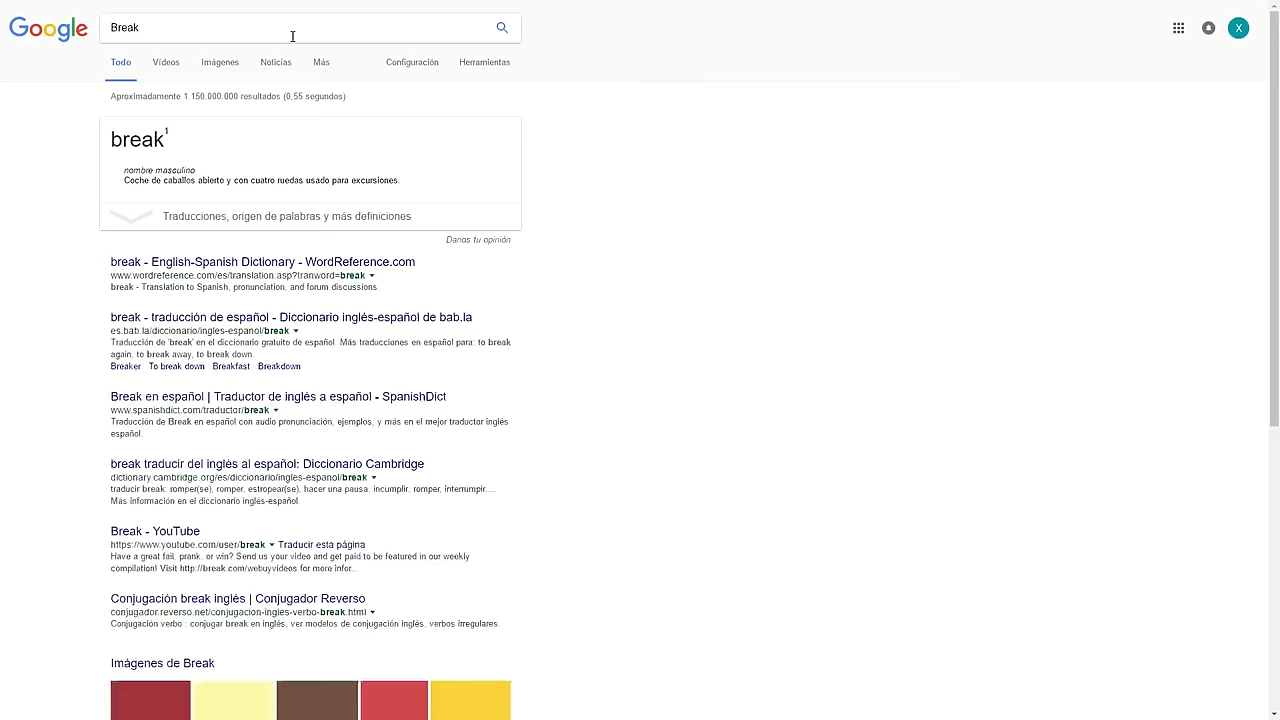 Google
Break
X
Todo Vídeos Imágenes Noticias Más Configuración Herramientas
Aproximadamente 1.150.000.000 resultados (0,55 segundos)
break1
nombre masculino
Coche de caballos abierto y con cuatro ruedas usado para excursiones.
Traducciones, origen de palabras y más definiciones
Danos tu opinión
break - English-Spanish Dictionary - WordReference.com
www.wordreference.com/es/translation.asp?tranword=break
break - Translation to Spanish, pronunciation, and forum discussions.
break - traducción de español - Diccionario inglés-español de bab.la
es.bab.la/diccionario/ingles-espanol/break
Traducción de 'break' en el diccionario gratuito de español. Más traducciones en español para: to break
again, to break away, to break down.
Breaker To break down Breakfast Breakdown
Break en español | Traductor de inglés a español - SpanishDict
www.spanishdict.com/traductor/break
Traducción de Break en español con audio pronunciación, ejemplos, y más en el mejor traductor inglés
español.
break traducir del inglés al español: Diccionario Cambridge
dictionary.cambridge.org/es/diccionario/ingles-espanol/break
traducir break: romper(se), romper, estropear(se), hacer una pausa, incumplir, romper, interrumpir....
Más información en el diccionario inglés-español.
Break - YouTube
https://www.youtube.com/user/break Traducir esta página
Have a great fail, prank, or win? Send us your video and get paid to be featured in our weekly
compilation! Visit http://break.com/webuyvideos for more infor...
Conjugación break inglés | Conjugador Reverso
conjugador.reverso.net/conjugacion-ingles-verbo-break.html
Conjugación verbo : conjugar break en inglés, ver modelos de conjugación inglés, verbos irregulares.
Imágenes de Break